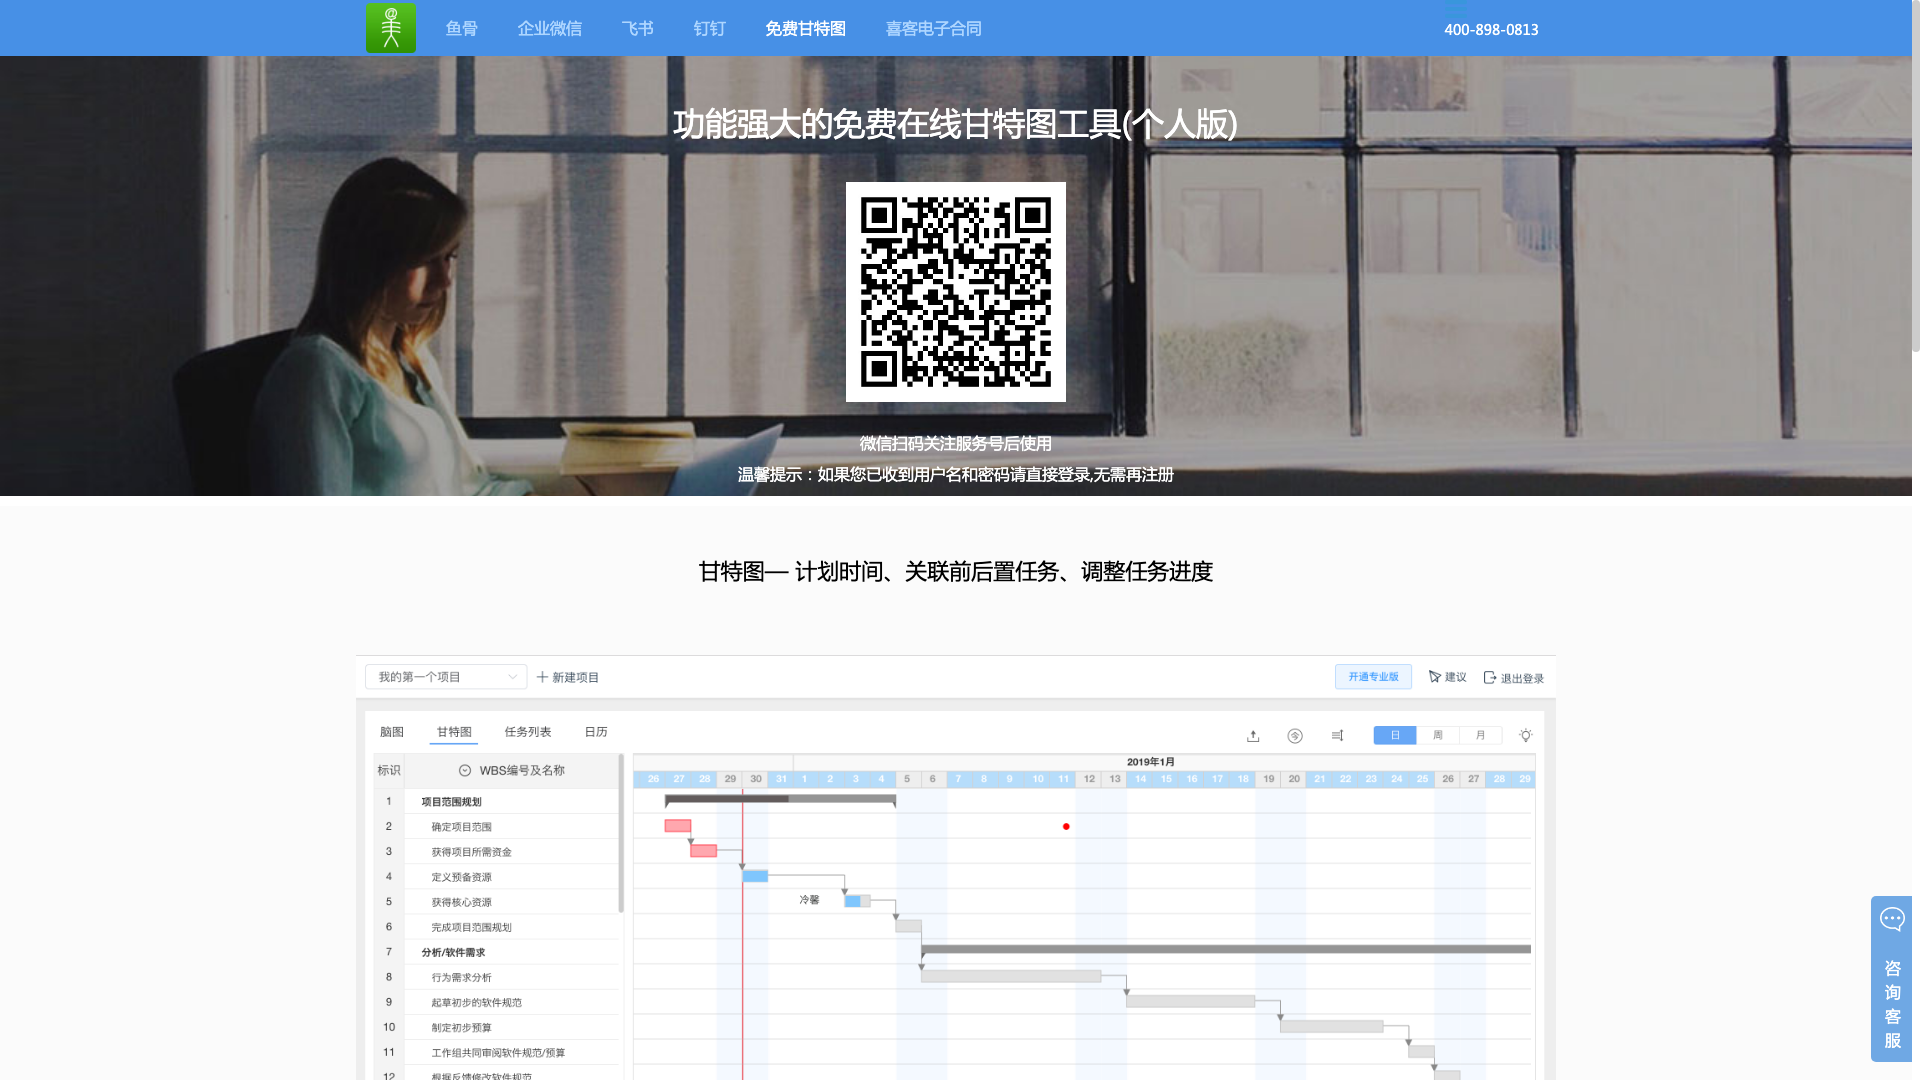 鱼骨 企业微信 飞书 钉钉 免费甘特图 喜客电子合同 400-898-0813
功能强大的免费在线甘特图工具(个人版)
微信扫码关注服务号后使用
温馨提示：如果您已收到用户名和密码请直接登录,无需再注册
甘特图— 计划时间、关联前后置任务、调整任务进度
我的第一个项目 新建项目 开通专业版 建议 退出登录
脑图 甘特图 任务列表 日历 今 日 周 月
标识 WBS编号及名称 2019年1月
26 27 28 29 30 31 1 2 3 4 5 6 7 8 9 10 11 12 13 14 15 16 17 18 19 20 21 22 23 24 25 26 27 28 29
1 项目范围规划
2 确定项目范围
3 获得项目所需资金
4 定义预备资源
5 获得核心资源 冷馨
6 完成项目范围规划
7 分析/软件需求
8 行为需求分析
9 起草初步的软件规范
10 制定初步预算
11 工作组共同审阅软件规范/预算
12 根据反馈修改软件规范
咨
询
客
服